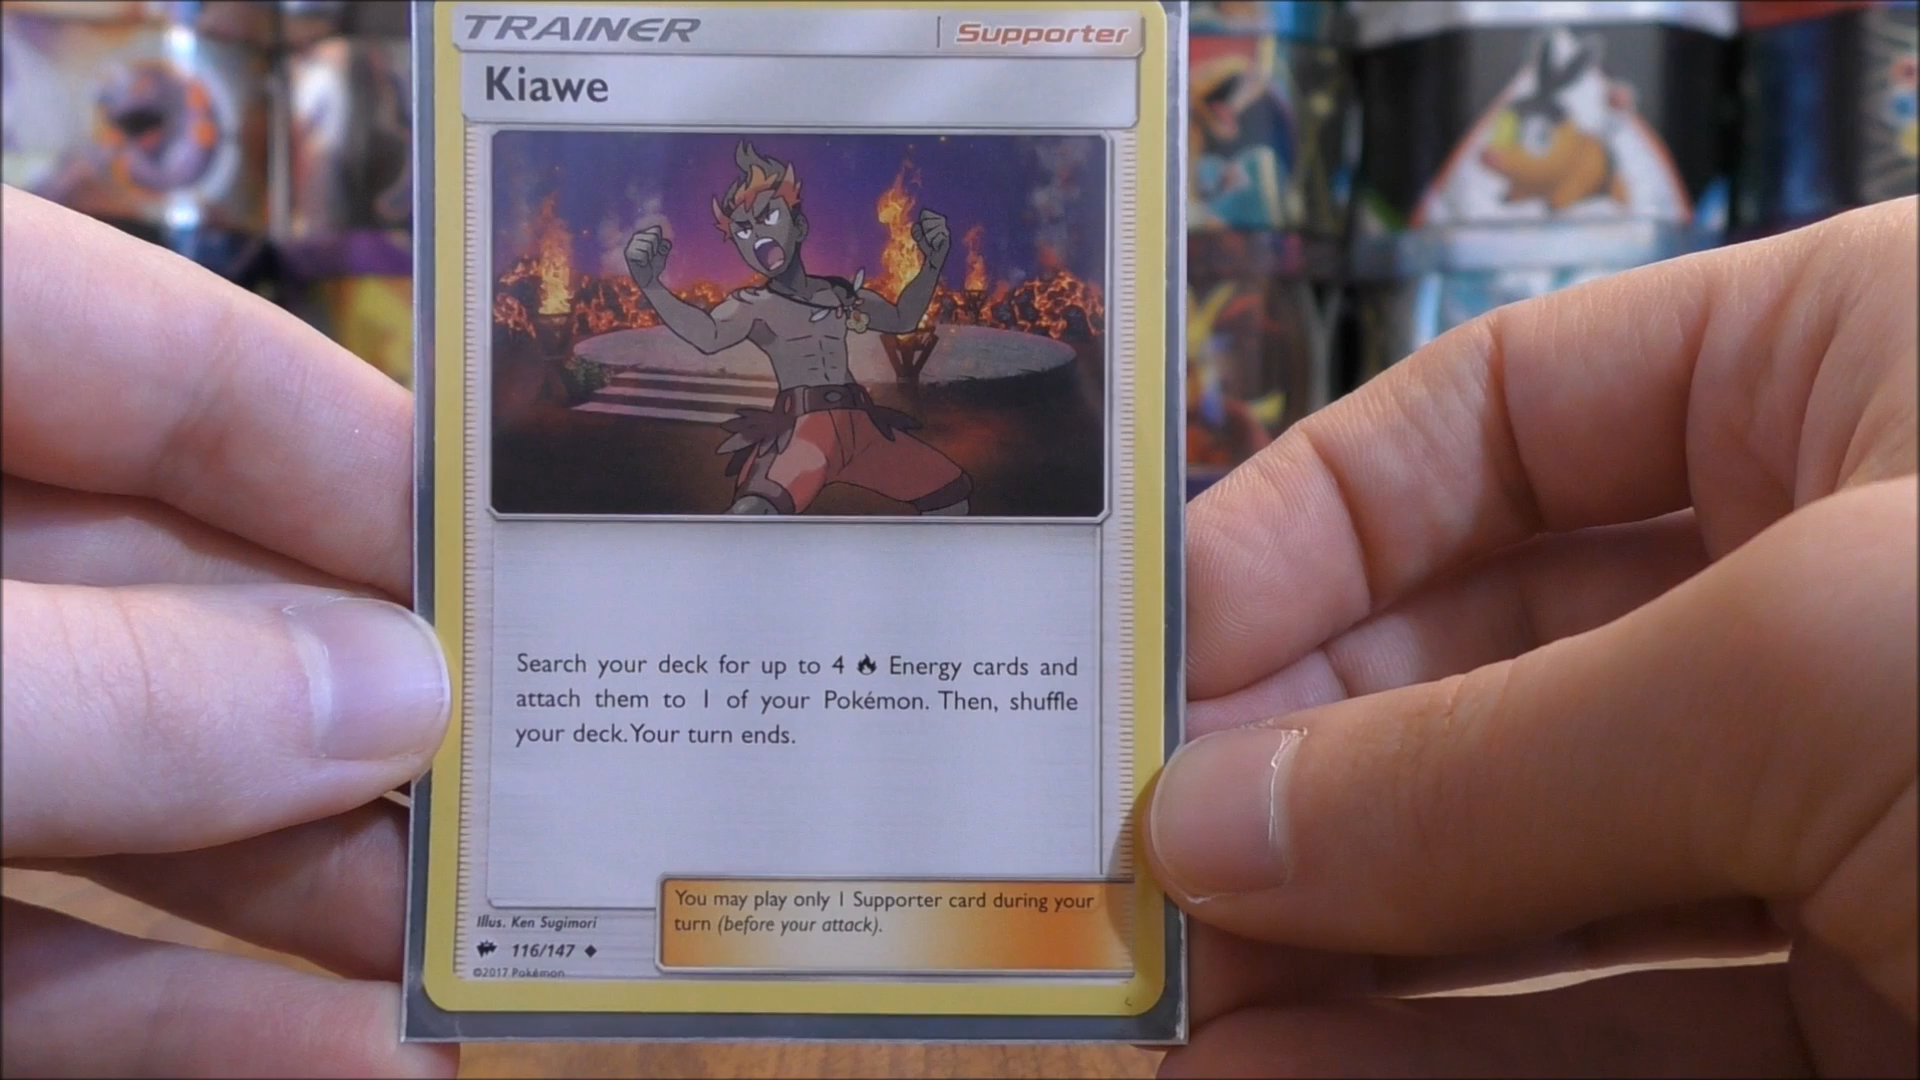 TRAINER
Supporter
Kiawe
Search your deck for up to 4 Energy cards and
attach them to 1 of your Pokémon. Then, shuffle
your deck. Your turn ends.
You may play only 1 Supporter card during your
turn (before your attack).
Illus. Ken Sugimori
116/147
©2017 Pokémon